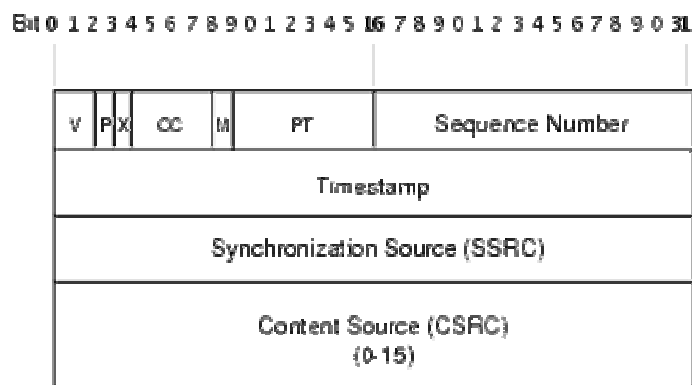 Bit 0 1 2 3 4 5 6 7 8 9 0 1 2 3 4 5 16 7 8 9 0 1 2 3 4 5 6 7 8 9 0 31
V P X CC M PT Sequence Number
Timestamp
Synchronization Source (SSRC)
Content Source (CSRC)
(0-15)